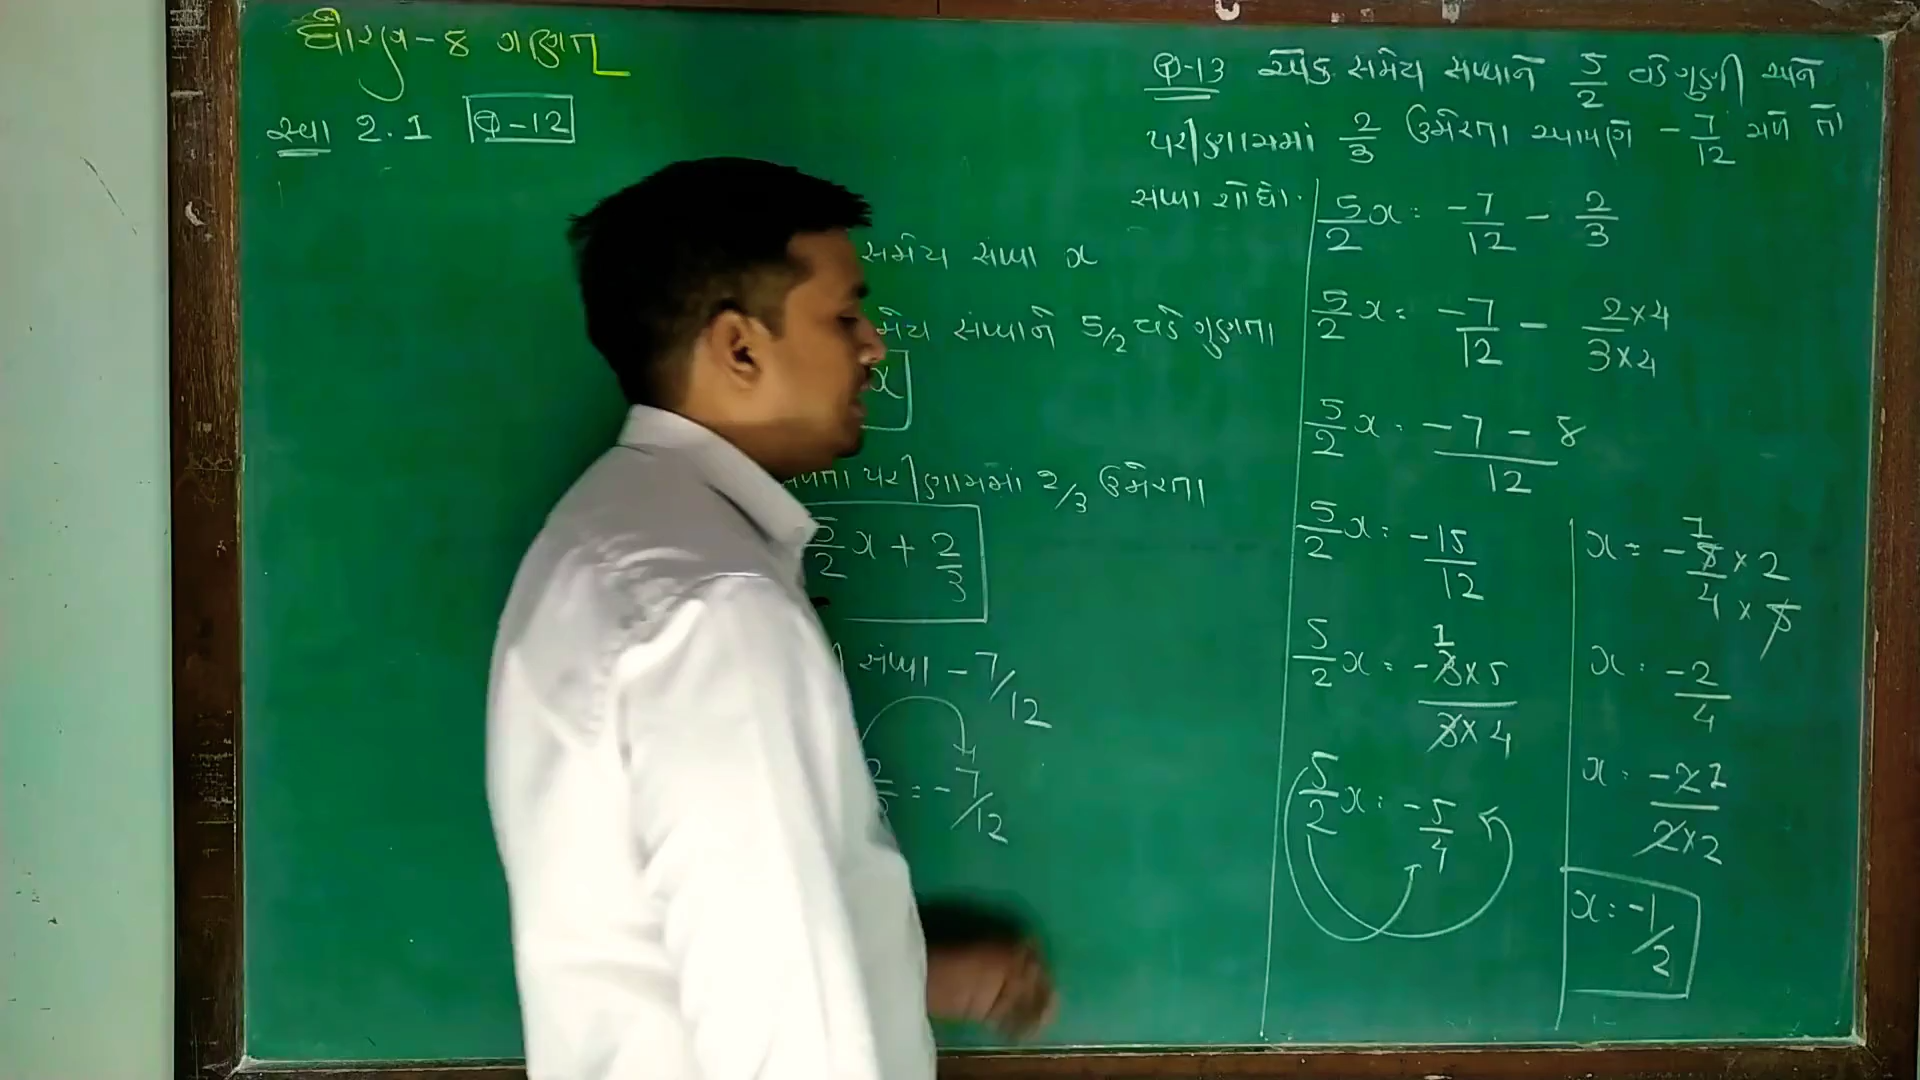 ધોરણ-૮ ગણિત
સ્વા 2.1 Q-12
Q-13 એક સંમેય સંખ્યાને 5/2 વડે ગુણી અને
પરીણામમાં 2/3 ઉમેરતા આપણે -7/12 મળે તો
સંખ્યા શોધો.
સંમેય સંખ્યા x
સંખ્યાને 5/2 વડે ગુણતા
x
પરીણામમાં 2/3 ઉમેરતા
5/2 x + 2/3
સંખ્યા -7/12
= -7/12
5/2 x = -7/12 - 2/3
5/2 x = -7/12 - 2×4/3×4
5/2 x = -7-8/12
5/2 x = -15/12
5/2 x = -3×5/3×4
5/2 x = -5/4
x = -5×2/4×5
x = -2/4
x = -2/2×2
x = -1/2